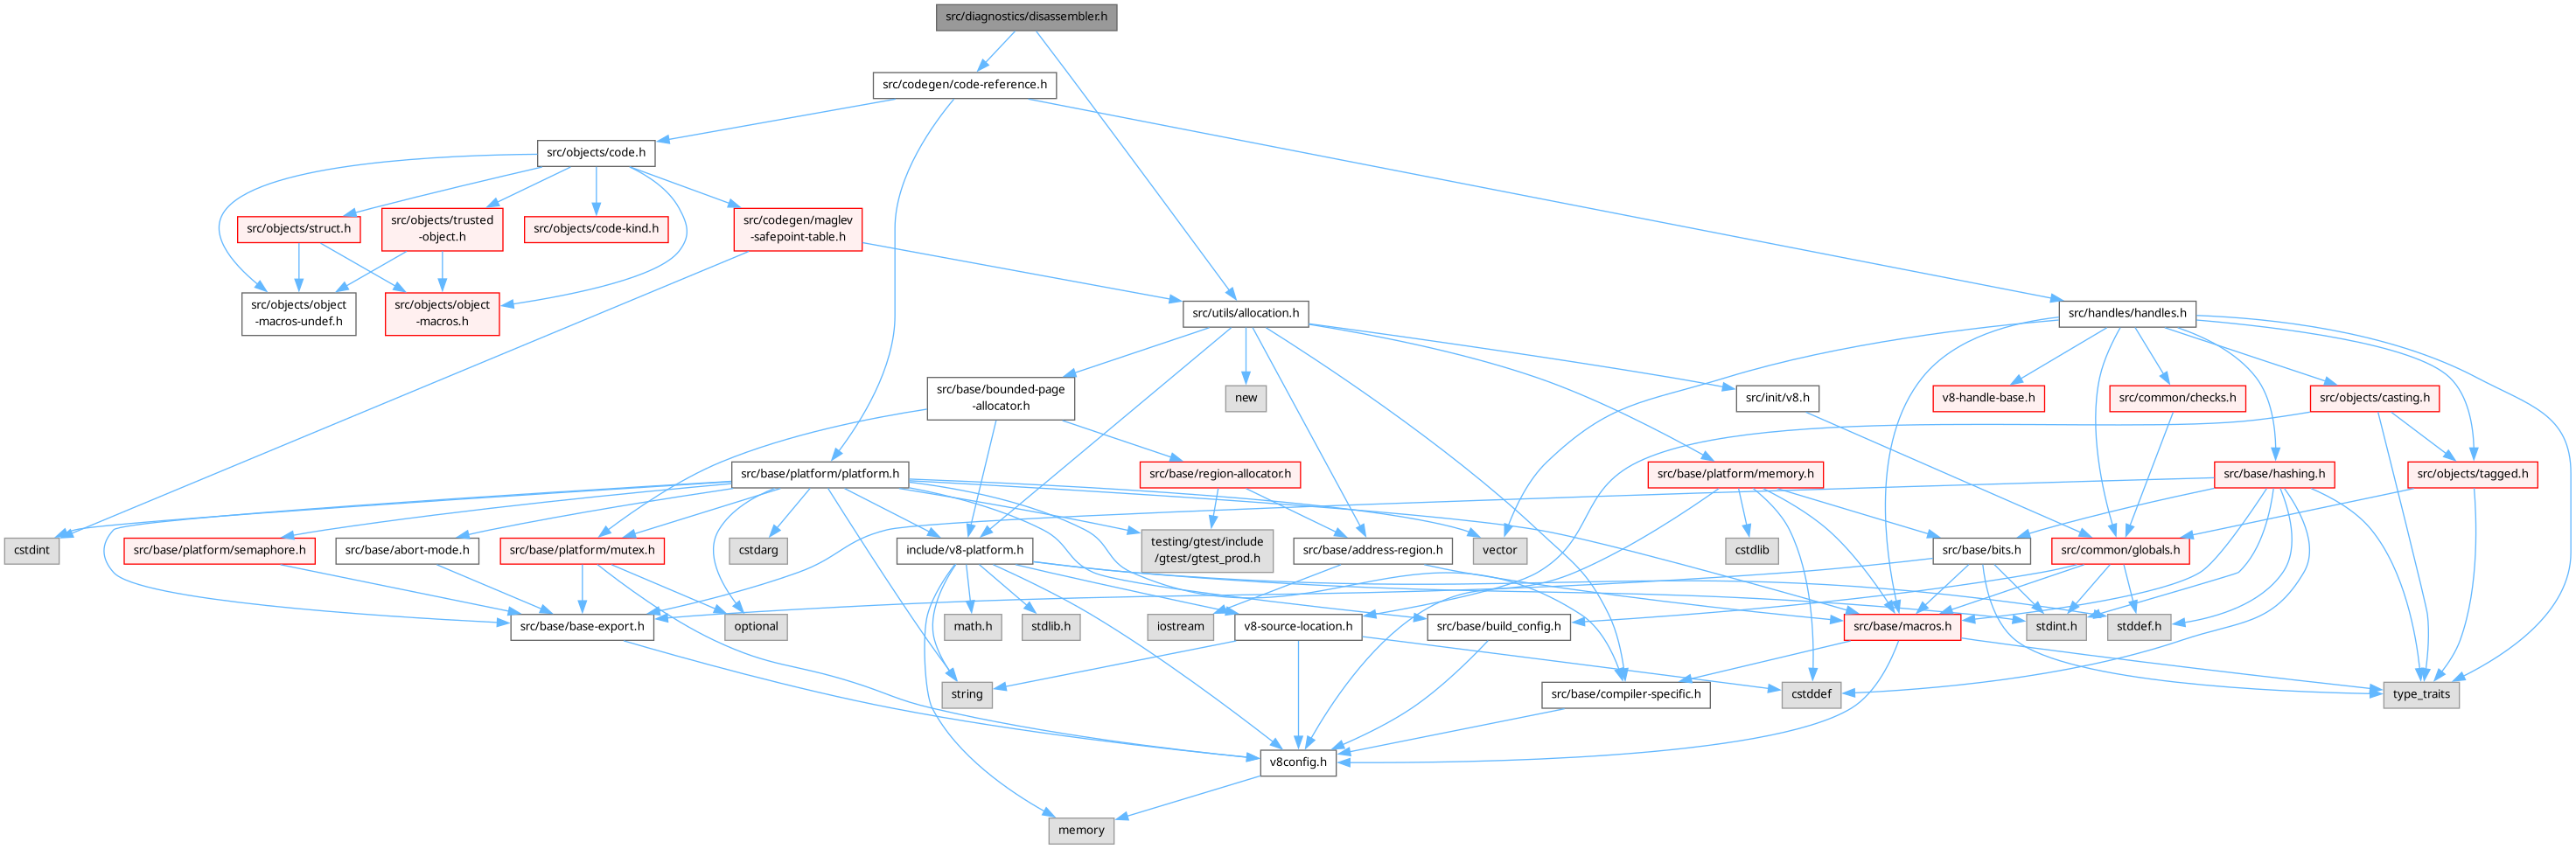 src/diagnostics/disassembler.h
src/codegen/code-reference.h
src/objects/code.h
src/objects/struct.h
src/objects/trusted
-object.h
src/objects/code-kind.h
src/codegen/maglev
-safepoint-table.h
src/objects/object
-macros-undef.h
src/objects/object
-macros.h
src/utils/allocation.h
src/handles/handles.h
src/base/bounded-page
-allocator.h
new
src/init/v8.h
v8-handle-base.h
src/common/checks.h
src/objects/casting.h
src/base/platform/platform.h
src/base/region-allocator.h
src/base/platform/memory.h
src/base/hashing.h
src/objects/tagged.h
cstdint
src/base/platform/semaphore.h
src/base/abort-mode.h
src/base/platform/mutex.h
cstdarg
include/v8-platform.h
testing/gtest/include
/gtest/gtest_prod.h
src/base/address-region.h
vector
cstdlib
src/base/bits.h
src/common/globals.h
src/base/base-export.h
optional
math.h
stdlib.h
iostream
v8-source-location.h
src/base/build_config.h
src/base/macros.h
stdint.h
stddef.h
string
src/base/compiler-specific.h
cstddef
type_traits
v8config.h
memory